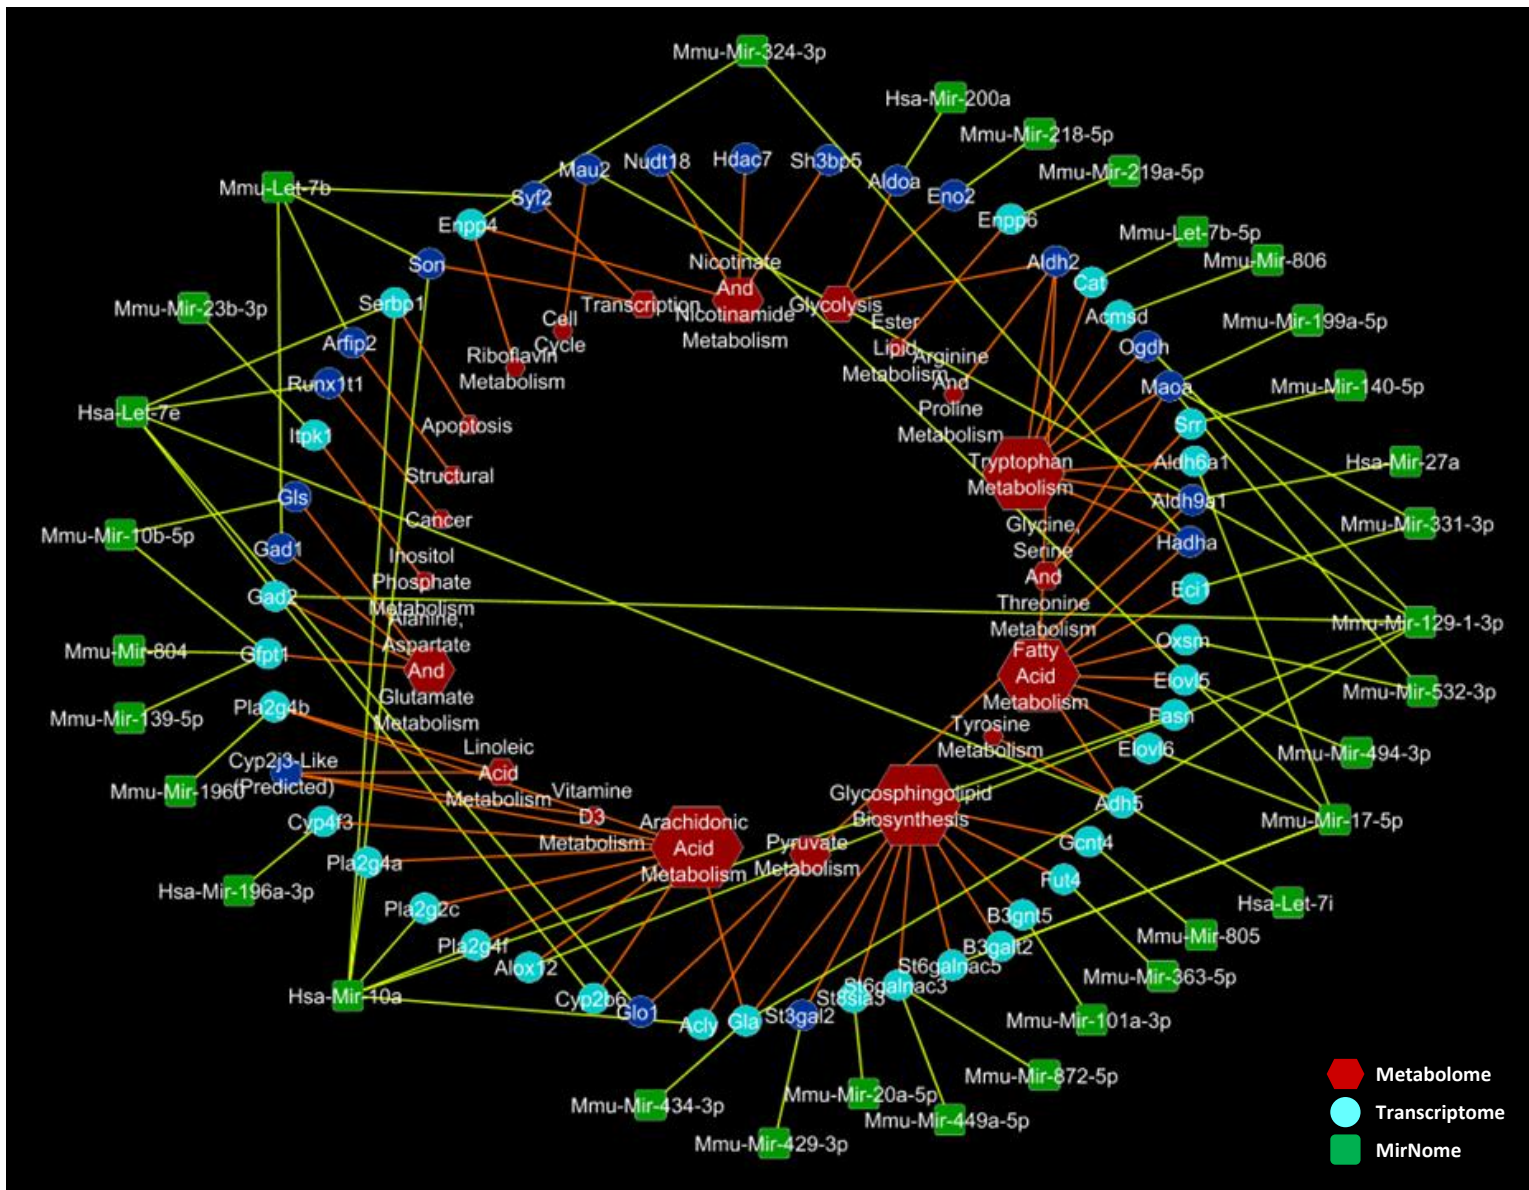 Mmu-Mir-324-3p
Hsa-Mir-200a
Mmu-Mir-218-5p
Mmu-Mir-219a-5p
Mmu-Let-7b
Mau2
Nudt18
Hdac7
Sh3bp5
Aldoa
Eno2
Enpp6
Syf2
Enpp4
Son
Mmu-Let-7b-5p
Mmu-Mir-806
Aldh2
Cat
Acmsd
Ogdh
Maoa
Srr
Aldh6a1
Aldh9a1
Hadha
Eci1
Oxsm
Elovl5
Fasn
Elovl6
Adh5
Gcnt4
Fut4
B3gnt5
B3galt2
St6galnac5
St6galnac3
St8sia3
St3gal2
Gla
Acly
Glo1
Cyp2b6
Alox12
Pla2g4f
Pla2g2c
Pla2g4a
Cyp4f3
Cyp2j3-Like
(Predicted)
Pla2g4b
Gfpt1
Gad2
Gad1
Gls
Itpk1
Runx1t1
Arfip2
Serbp1
Mmu-Mir-23b-3p
Hsa-Let-7e
Mmu-Mir-10b-5p
Mmu-Mir-804
Mmu-Mir-139-5p
Mmu-Mir-1960
Hsa-Mir-196a-3p
Hsa-Mir-10a
Mmu-Mir-434-3p
Mmu-Mir-429-3p
Mmu-Mir-20a-5p
Mmu-Mir-449a-5p
Mmu-Mir-872-5p
Mmu-Mir-101a-3p
Mmu-Mir-363-5p
Mmu-Mir-805
Hsa-Let-7i
Mmu-Mir-17-5p
Mmu-Mir-494-3p
Mmu-Mir-532-3p
Mmu-Mir-129-1-3p
Mmu-Mir-331-3p
Hsa-Mir-27a
Mmu-Mir-140-5p
Mmu-Mir-199a-5p
Transcription
Nicotinate
And
Nicotinamide
Metabolism
Glycolysis
Cell
Cycle
Riboflavin
Metabolism
Ester
Lipid
Metabolism
Arginine
And
Proline
Metabolism
Apoptosis
Structural
Cancer
Inositol
Phosphate
Metabolism
Alanine,
Aspartate
And
Glutamate
Metabolism
Tryptophan
Metabolism
Glycine,
Serine
And
Threonine
Metabolism
Fatty
Acid
Metabolism
Tyrosine
Metabolism
Glycosphingolipid
Biosynthesis
Pyruvate
Metabolism
Arachidonic
Acid
Metabolism
Vitamine
D3
Metabolism
Linoleic
Acid
Metabolism
Metabolome
Transcriptome
MirNome